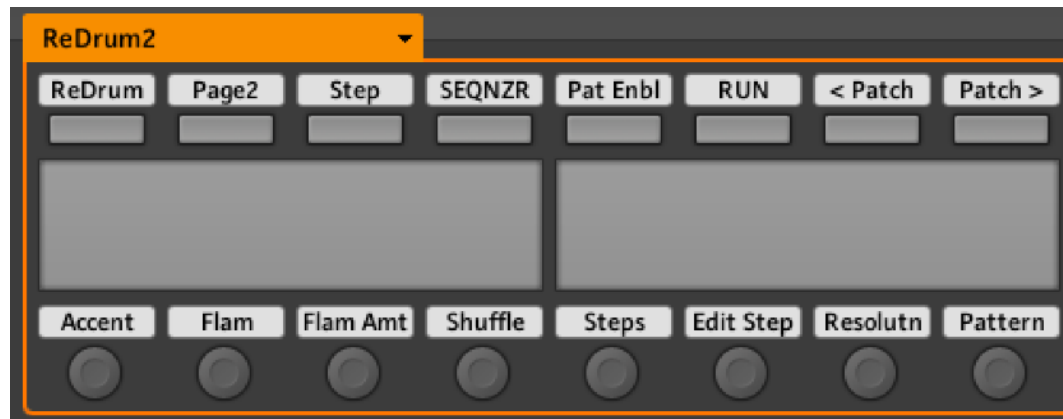 ReDrum2
ReDrum Page2 Step SEQNZR Pat Enbl RUN < Patch Patch >
Accent Flam Flam Amt Shuffle Steps Edit Step Resolutn Pattern